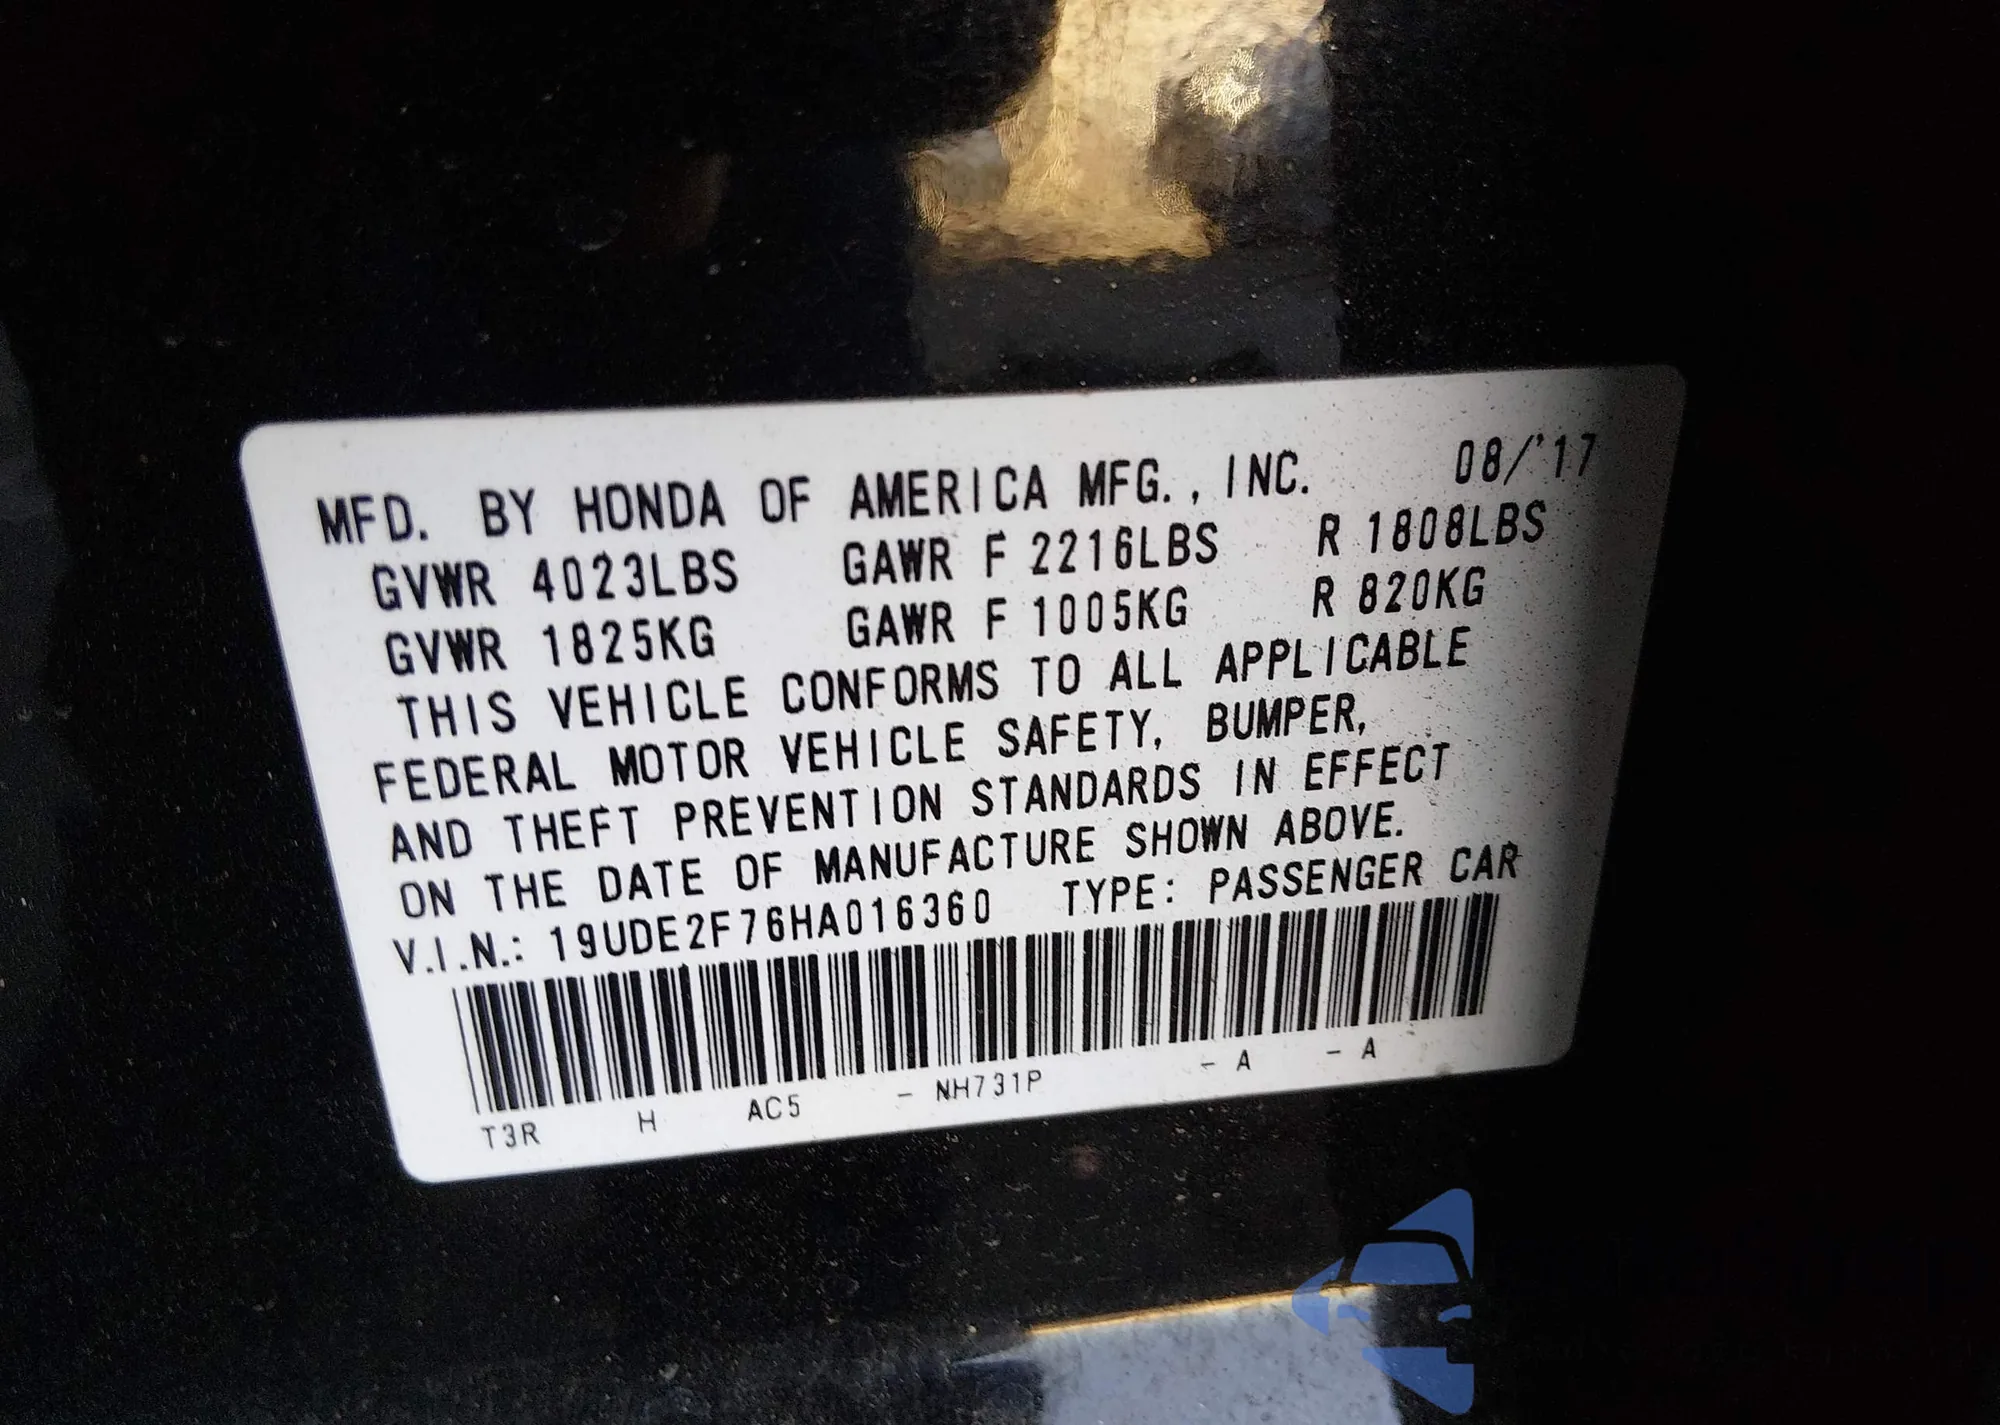 MFD. BY HONDA OF AMERICA MFG., INC. 08/'17
GVWR 4023LBS GAWR F 2216LBS R 1808LBS
GVWR 1825KG GAWR F 1005KG R 820KG
THIS VEHICLE CONFORMS TO ALL APPLICABLE
FEDERAL MOTOR VEHICLE SAFETY, BUMPER,
AND THEFT PREVENTION STANDARDS IN EFFECT
ON THE DATE OF MANUFACTURE SHOWN ABOVE.
V.I.N.: 19UDE2F76HA016360 TYPE: PASSENGER CAR
T3R H AC5 - NH731P - A - A